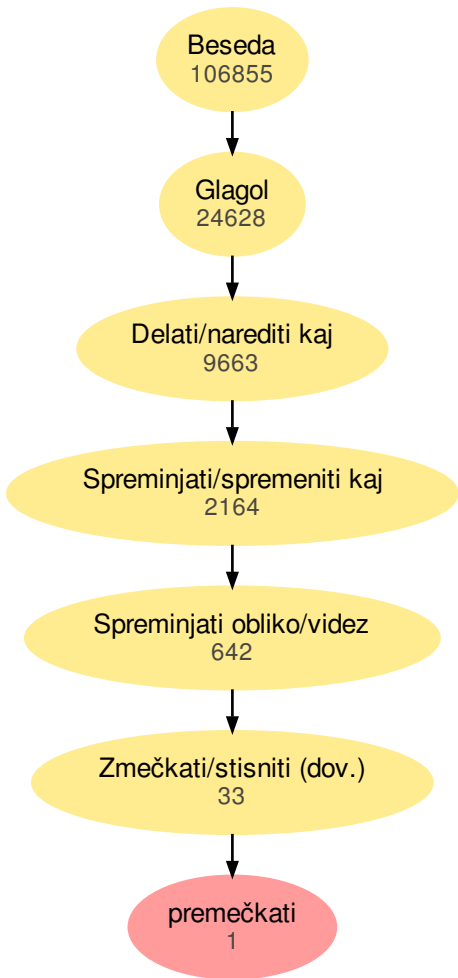 Beseda
106855
Glagol
24628
Delati/narediti kaj
9663
Spreminjati/spremeniti kaj
2164
Spreminjati obliko/videz
642
Zmečkati/stisniti (dov.)
33
premečkati
1